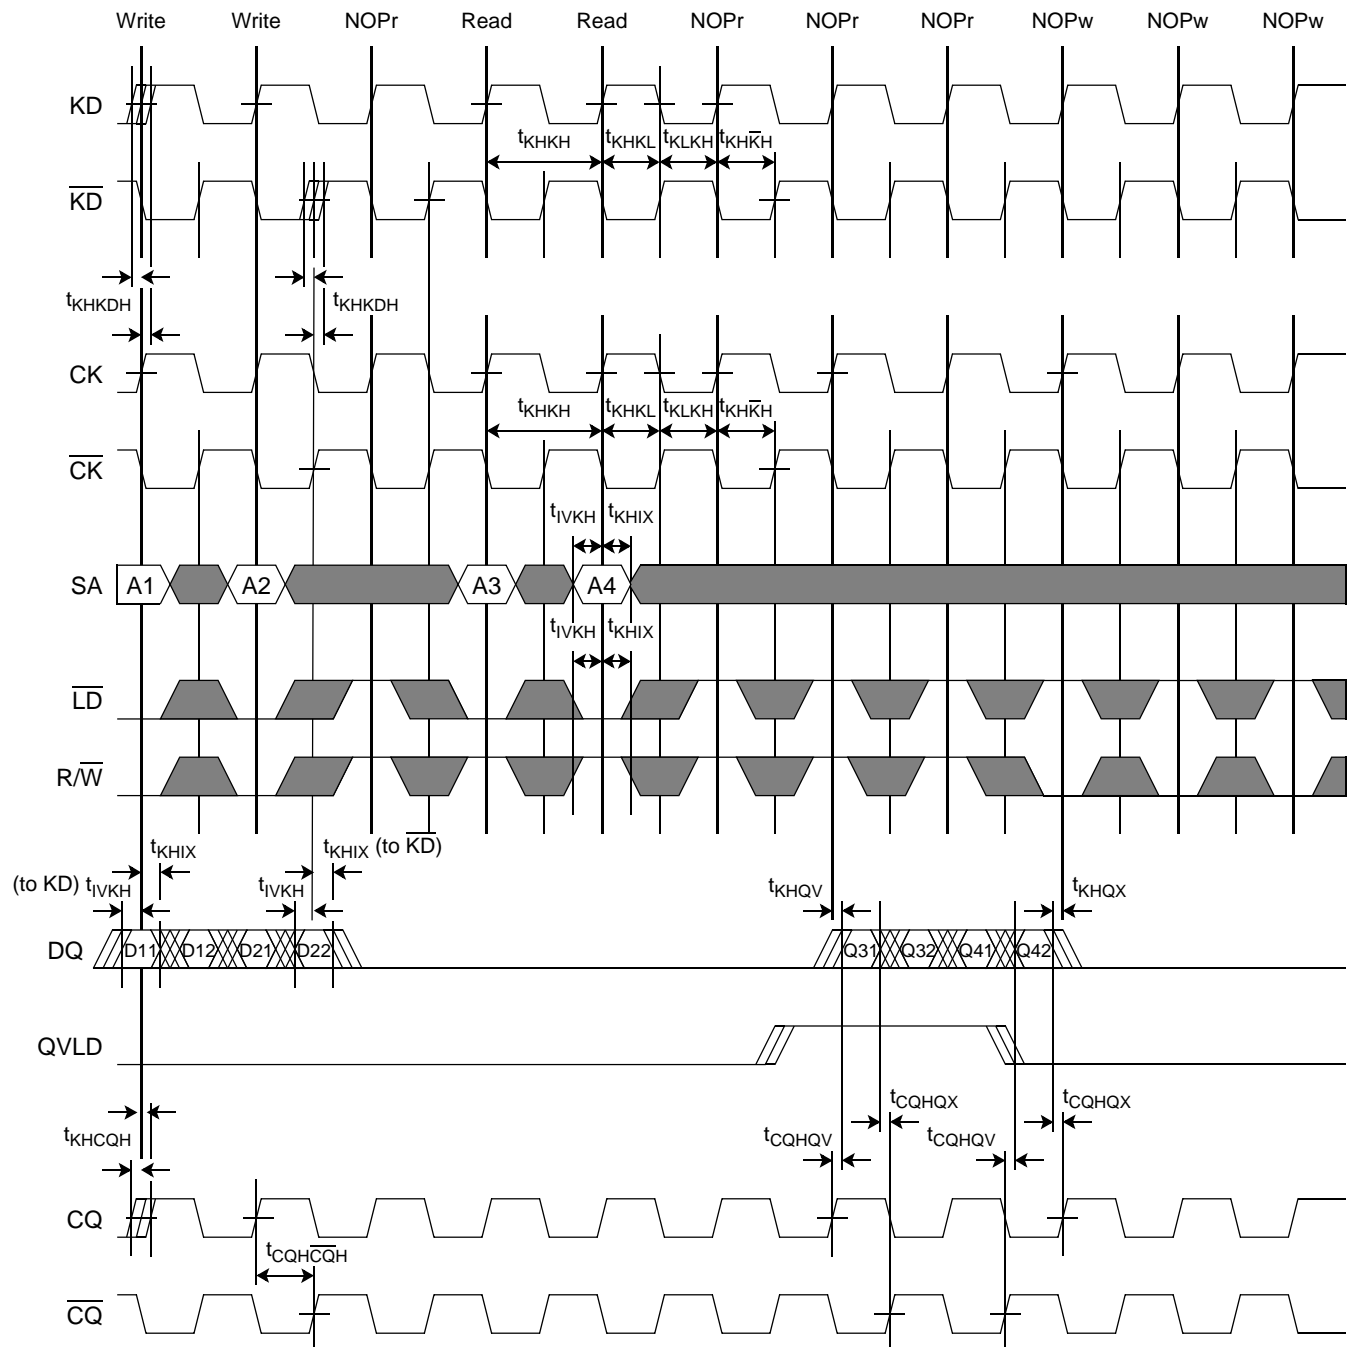 Write Write NOPr Read Read NOPr NOPr NOPr NOPw NOPw NOPw
KD
tKHKH tKHKL tKLKH tKHK̅H
K̅D̅
tKHKDH tKHKDH
CK
tKHKH tKHKL tKLKH tKHK̅H
C̅K̅
tIVKH tKHIX
SA A1 A2 A3 A4
tIVKH tKHIX
L̅D̅
R/W̅
tKHIX tKHIX (to K̅D̅)
(to KD) tIVKH tIVKH tKHQV tKHQX
DQ D11 D12 D21 D22 Q31 Q32 Q41 Q42
QVLD
tCQHQX tCQHQX
tKHCQH tCQHQV tCQHQV
CQ
tCQHC̅Q̅H
C̅Q̅